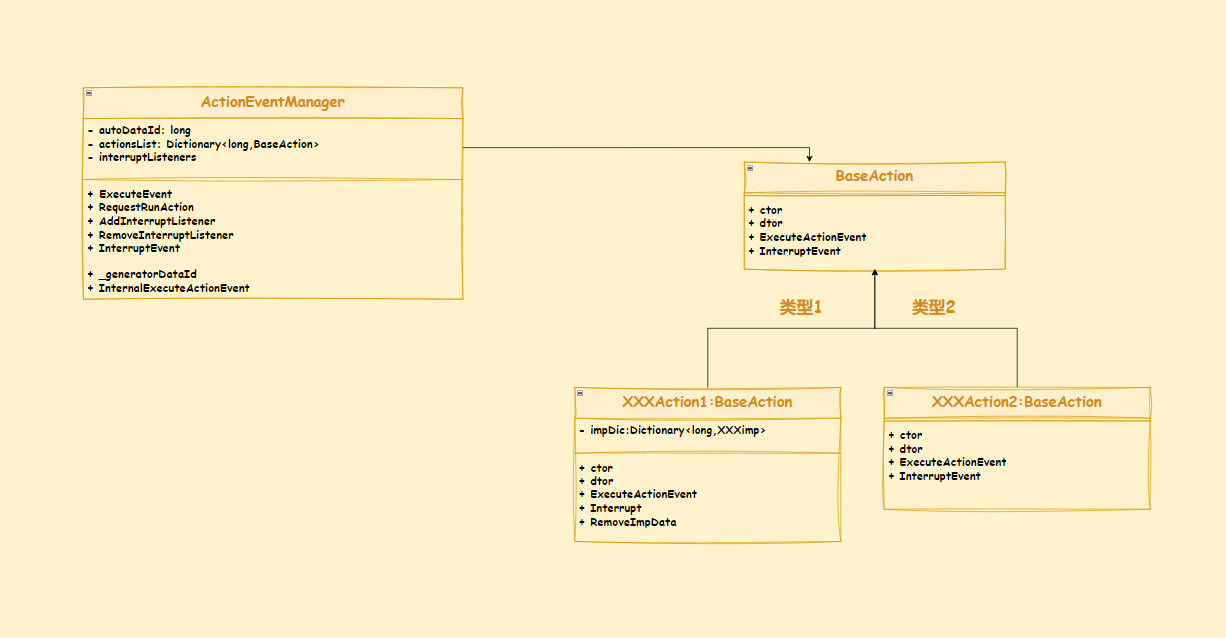 ActionEventManager
- autoDataId: long
- actionsList: Dictionary<long,BaseAction>
- interruptListeners
+ ExecuteEvent
+ RequestRunAction
+ AddInterruptListener
+ RemoveInterruptListener
+ InterruptEvent
+ _generatorDataId
+ InternalExecuteActionEvent
BaseAction
+ ctor
+ dtor
+ ExecuteActionEvent
+ InterruptEvent
类型1
类型2
XXXAction1:BaseAction
- impDic:Dictionary<long,XXXimp>
+ ctor
+ dtor
+ ExecuteActionEvent
+ Interrupt
+ RemoveImpData
XXXAction2:BaseAction
+ ctor
+ dtor
+ ExecuteActionEvent
+ InterruptEvent